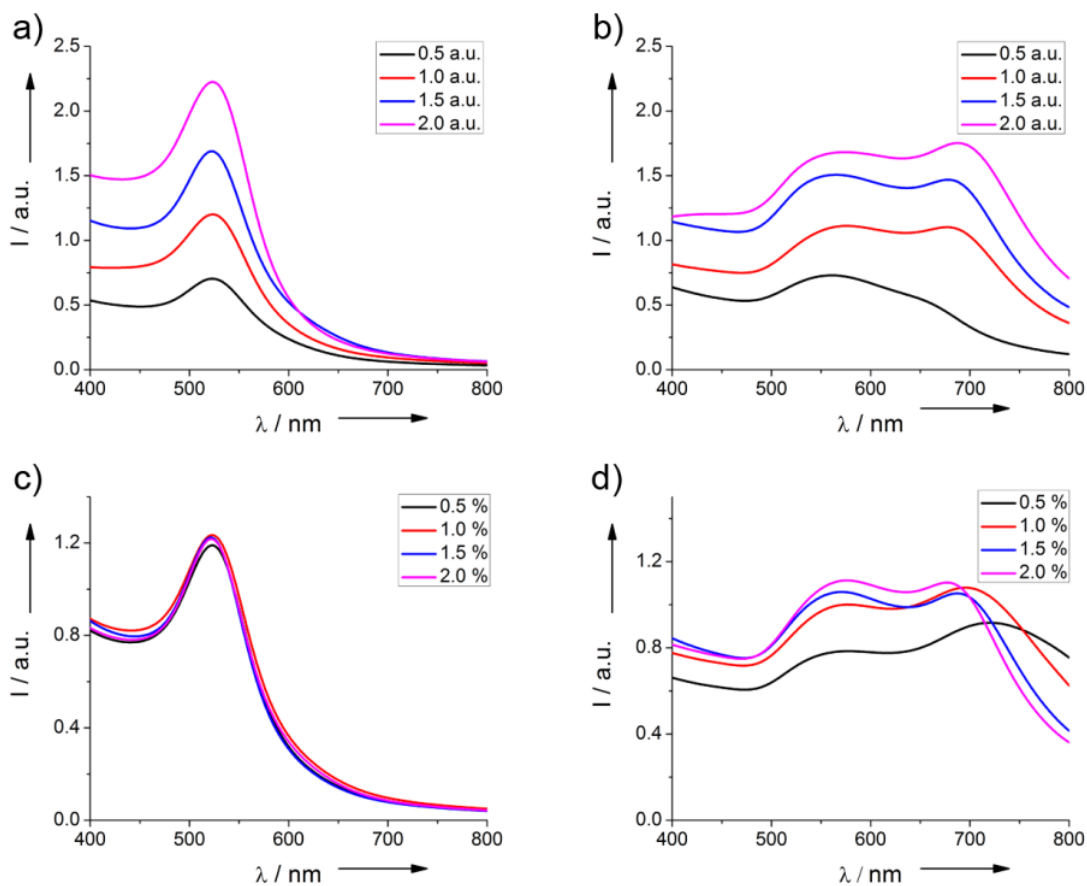 a)
0.5 a.u.
1.0 a.u.
1.5 a.u.
2.0 a.u.
2.5
2.0
1.5
1.0
0.5
0.0
I / a.u.
400 500 600 700 800
λ / nm
b)
0.5 a.u.
1.0 a.u.
1.5 a.u.
2.0 a.u.
2.5
2.0
1.5
1.0
0.5
0.0
I / a.u.
400 500 600 700 800
λ / nm
c)
0.5 %
1.0 %
1.5 %
2.0 %
1.2
0.8
0.4
0.0
I / a.u.
400 500 600 700 800
λ / nm
d)
0.5 %
1.0 %
1.5 %
2.0 %
1.2
0.8
0.4
0.0
I / a.u.
400 500 600 700 800
λ / nm